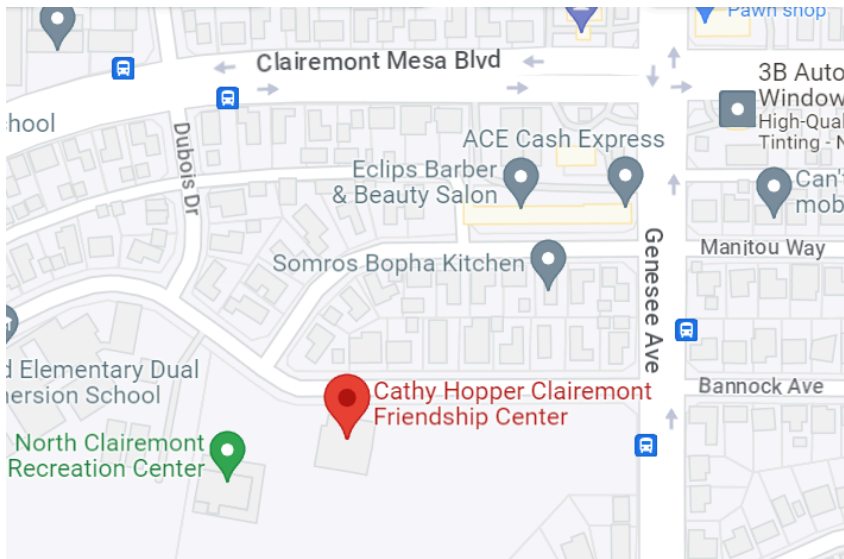 Pawn shop
Clairemont Mesa Blvd
3B Auto
Window
High-Qual
Tinting - N
hool
Dubois Dr
ACE Cash Express
Eclips Barber
& Beauty Salon
Can'
mob
Genesee Ave
Manitou Way
Somros Bopha Kitchen
d Elementary Dual
nersion School
Cathy Hopper Clairemont
Friendship Center
Bannock Ave
North Clairemont
Recreation Center